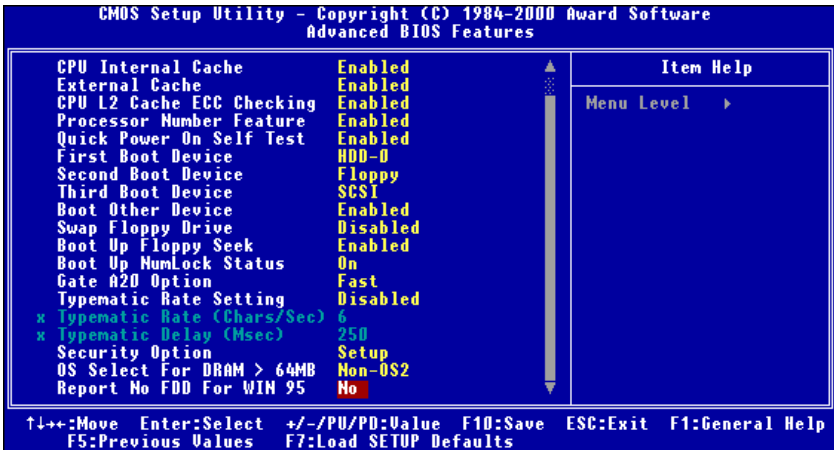 CMOS Setup Utility - Copyright (C) 1984-2000 Award Software
Advanced BIOS Features
CPU Internal Cache Enabled
External Cache Enabled
CPU L2 Cache ECC Checking Enabled
Processor Number Feature Enabled
Quick Power On Self Test Enabled
First Boot Device HDD-0
Second Boot Device Floppy
Third Boot Device SCSI
Boot Other Device Enabled
Swap Floppy Drive Disabled
Boot Up Floppy Seek Enabled
Boot Up NumLock Status On
Gate A20 Option Fast
Typematic Rate Setting Disabled
x Typematic Rate (Chars/Sec) 6
x Typematic Delay (Msec) 250
Security Option Setup
OS Select For DRAM > 64MB Non-OS2
Report No FDD For WIN 95 No
Item Help
Menu Level ▸
↑↓→←:Move Enter:Select +/-/PU/PD:Value F10:Save ESC:Exit F1:General Help
F5:Previous Values F7:Load SETUP Defaults